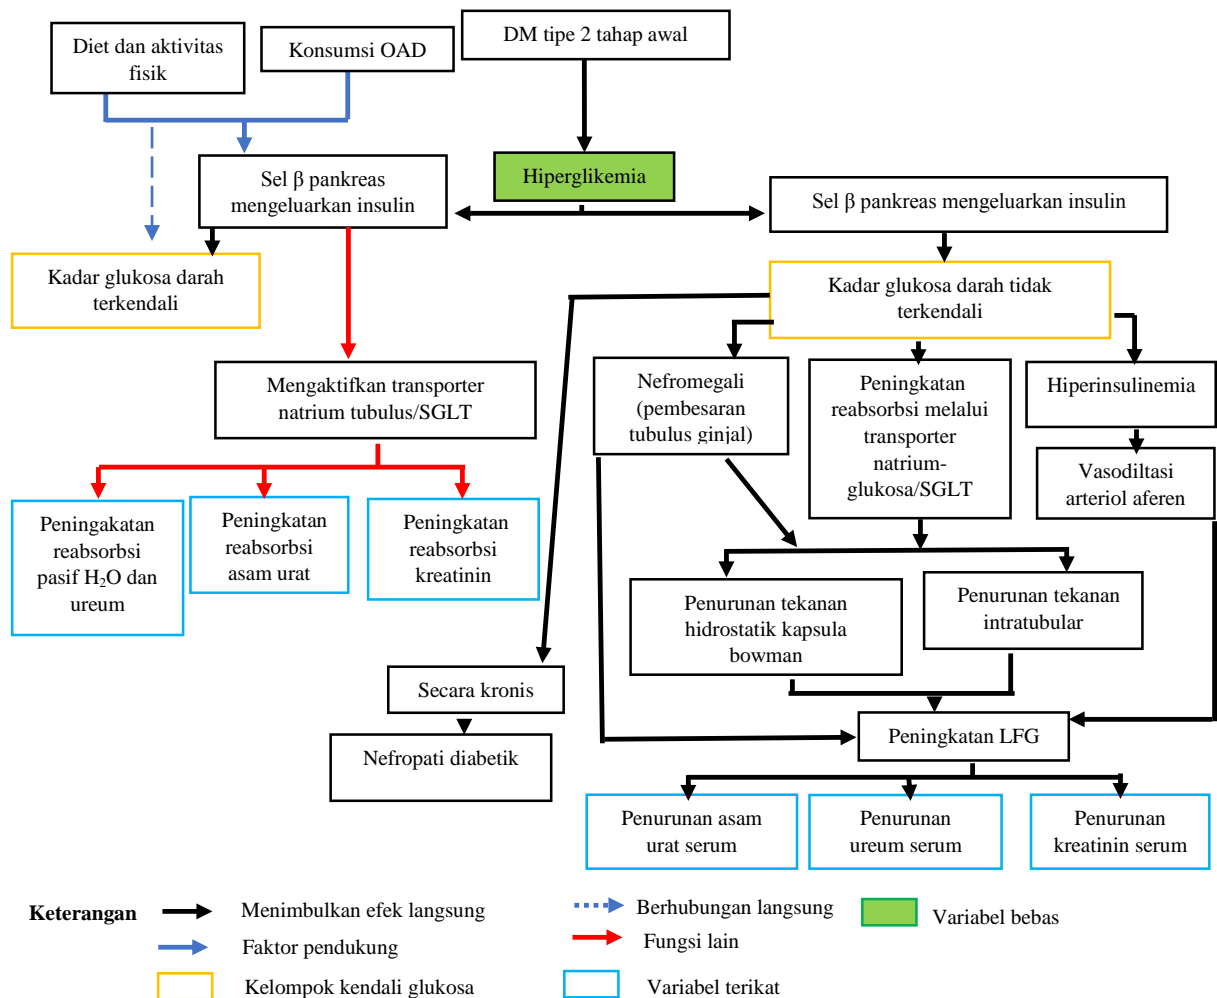 Diet dan aktivitas
fisik
Konsumsi OAD
DM tipe 2 tahap awal
Hiperglikemia
Sel β pankreas
mengeluarkan insulin
Sel β pankreas mengeluarkan insulin
Kadar glukosa darah
terkendali
Kadar glukosa darah tidak
terkendali
Mengaktifkan transporter
natrium tubulus/SGLT
Nefromegali
(pembesaran
tubulus ginjal)
Peningkatan
reabsorbsi melalui
transporter
natrium-
glukosa/SGLT
Hiperinsulinemia
Vasodiltasi
arteriol aferen
Peningakatan
reabsorbsi
pasif H₂O dan
ureum
Peningkatan
reabsorbsi
asam urat
Peningkatan
reabsorbsi
kreatinin
Penurunan tekanan
hidrostatik kapsula
bowman
Penurunan tekanan
intratubular
Secara kronis
Nefropati diabetik
Peningkatan LFG
Penurunan asam
urat serum
Penurunan
ureum serum
Penurunan
kreatinin serum
Keterangan
Menimbulkan efek langsung
Berhubungan langsung
Variabel bebas
Faktor pendukung
Fungsi lain
Kelompok kendali glukosa
Variabel terikat